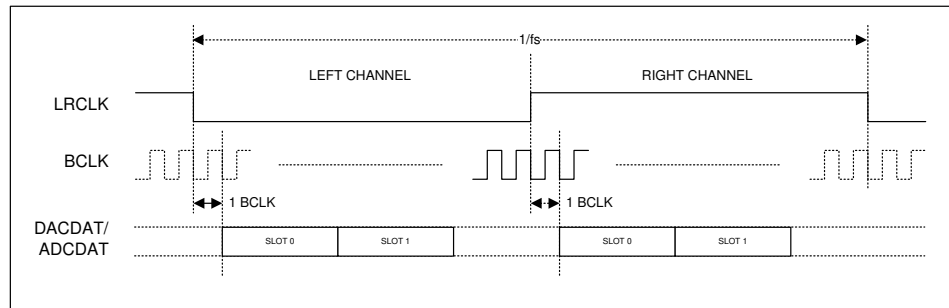 1/fs
LEFT CHANNEL RIGHT CHANNEL
LRCLK
BCLK
1 BCLK 1 BCLK
DACDAT/
ADCDAT
SLOT 0 SLOT 1 SLOT 0 SLOT 1